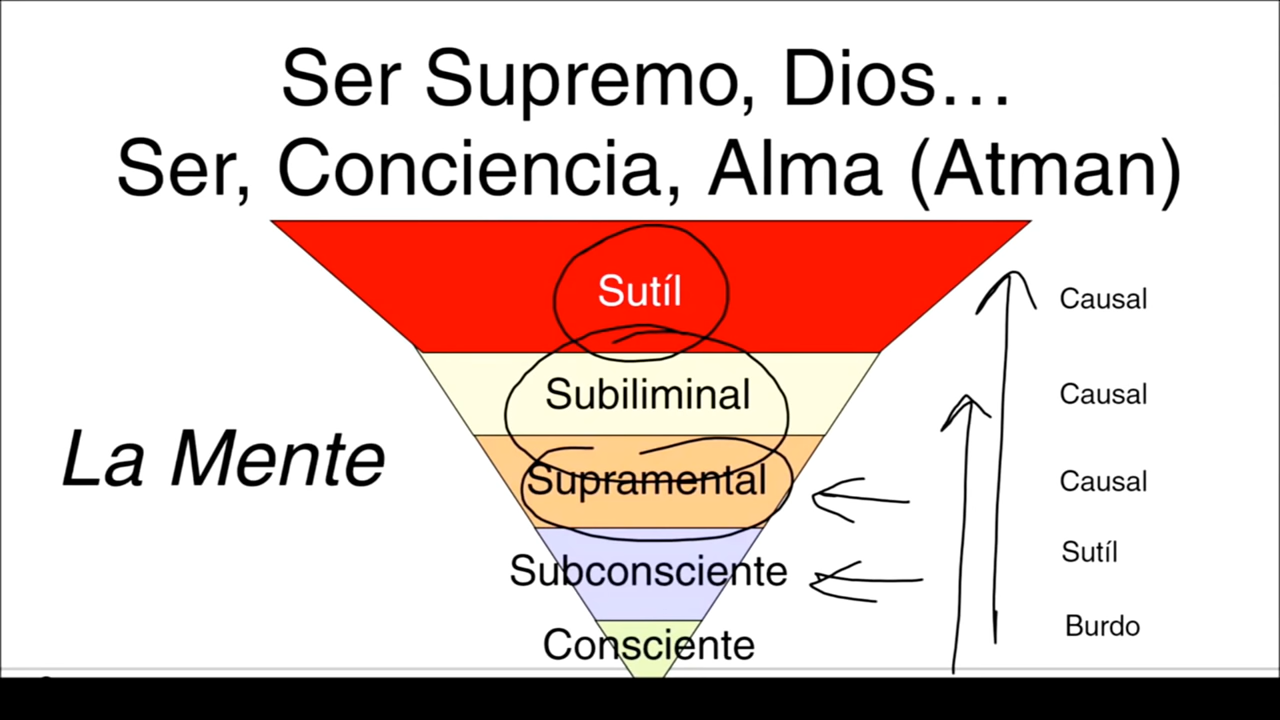 Ser Supremo, Dios...
Ser, Conciencia, Alma (Atman)
Sutíl
Causal
Subiliminal
Causal
La Mente
Supramental
Causal
Subconsciente
Sutíl
Consciente
Burdo